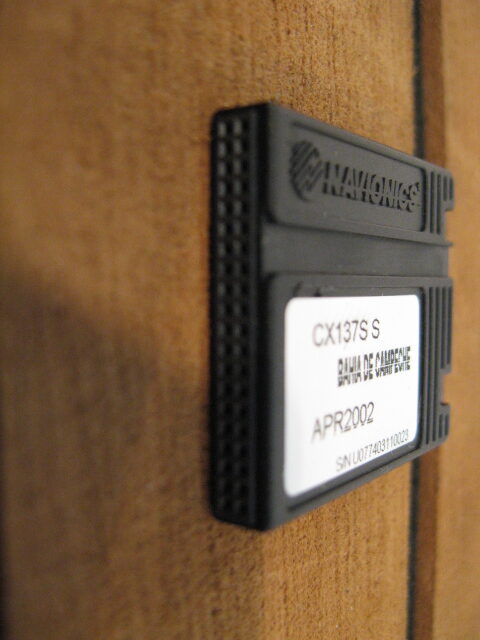 NAVIONICS
CX137S S
BAHIA DE CAMPECHE
APR2002
S/N U077403110023